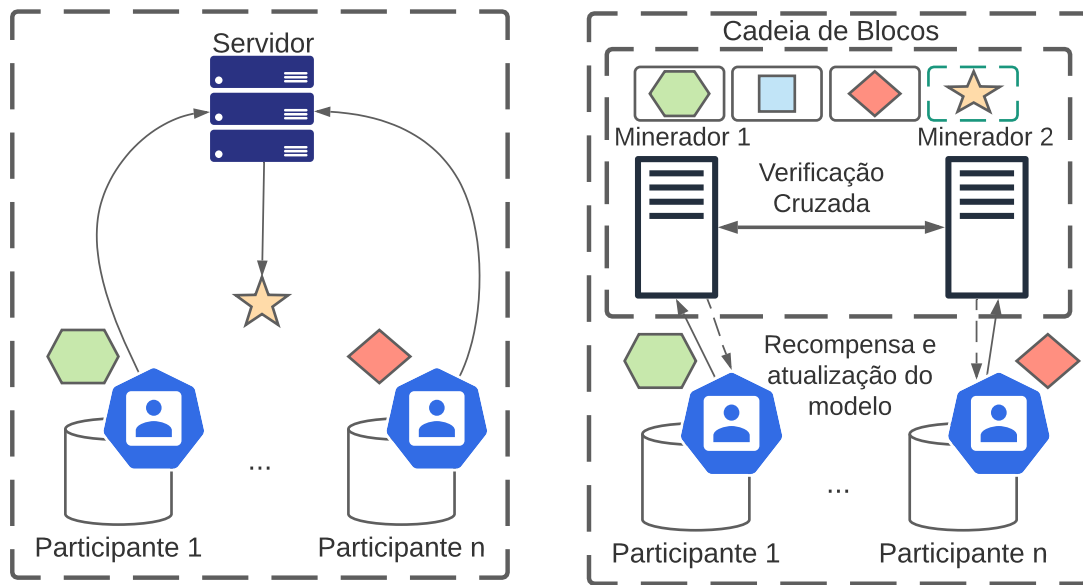 Servidor
...
Participante 1
Participante n
Cadeia de Blocos
Minerador 1
Minerador 2
Verificação
Cruzada
Recompensa e
atualização do
modelo
...
Participante 1
Participante n